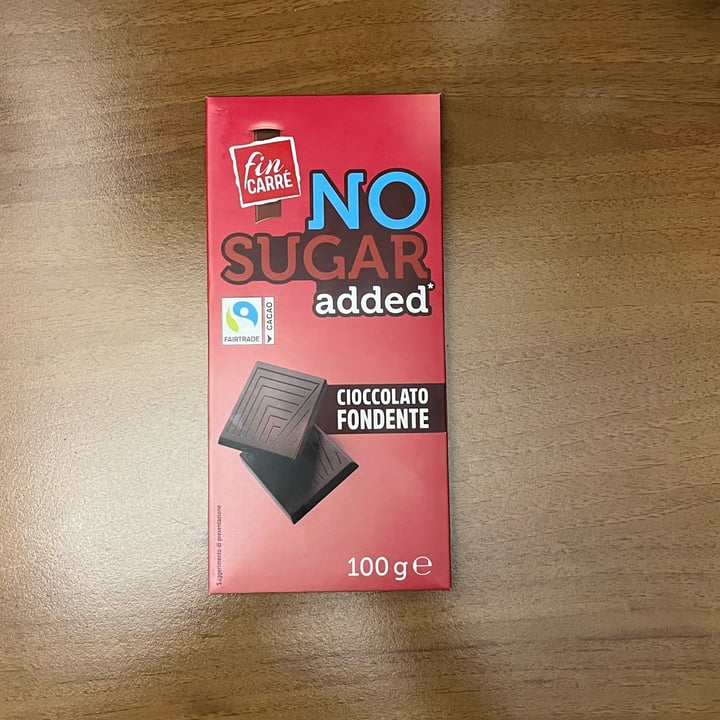 fin
CARRÉ
NO
SUGAR
added*
FAIRTRADE
CACAO
CIOCCOLATO
FONDENTE
Suggerimento di presentazione
100 g ℮